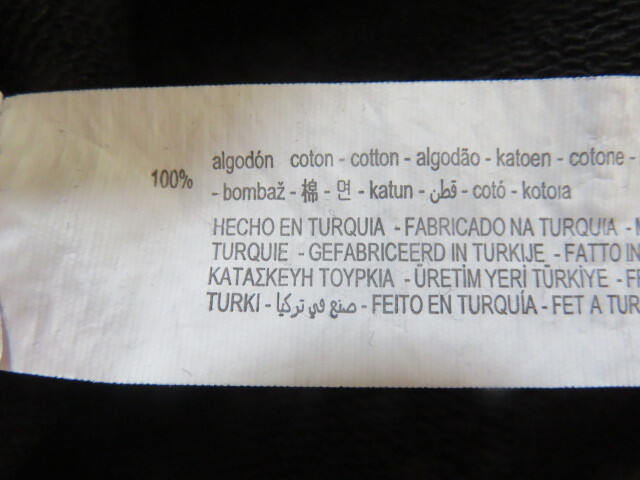 algodón coton - cotton - algodão - katoen - cotone -
100% - bombaž - 棉 - 면 - katun - قطن - cotó - kotoıa
HECHO EN TURQUIA - FABRICADO NA TURQUIA -
TURQUIE - GEFABRICEERD IN TURKIJE - FATTO IN
ΚΑΤΑΣΚΕΥΗ ΤΟΥΡΚΙΑ - ÜRETİM YERİ TÜRKİYE -
TURKI - صنع في تركيا - FEITO EN TURQUÍA - FET A